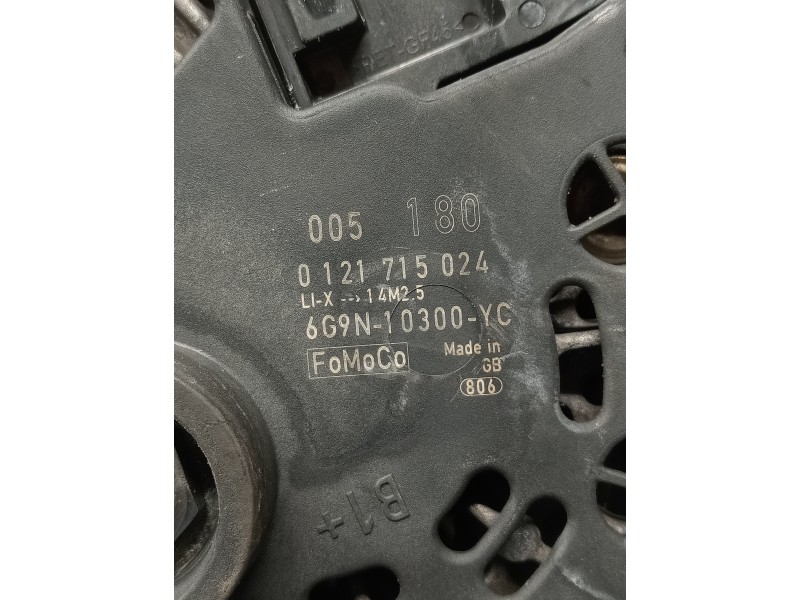 005 180
0 121 715 024
LI-X --> 14M2.5
6G9N-10300-YC
FoMoCo Made in
GB
806
B1+